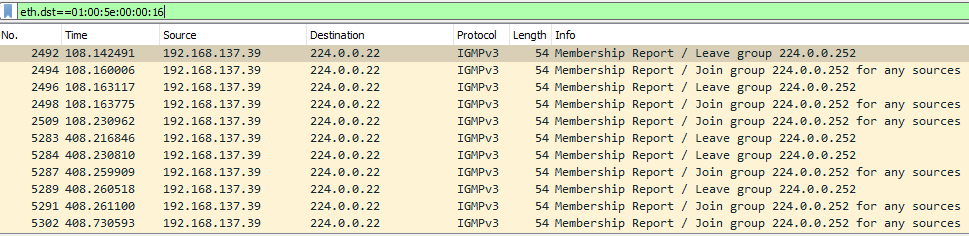 eth.dst==01:00:5e:00:00:16
No. Time Source Destination Protocol Length Info
2492 108.142491 192.168.137.39 224.0.0.22 IGMPv3 54 Membership Report / Leave group 224.0.0.252
2494 108.160006 192.168.137.39 224.0.0.22 IGMPv3 54 Membership Report / Join group 224.0.0.252 for any sources
2496 108.163117 192.168.137.39 224.0.0.22 IGMPv3 54 Membership Report / Leave group 224.0.0.252
2498 108.163775 192.168.137.39 224.0.0.22 IGMPv3 54 Membership Report / Join group 224.0.0.252 for any sources
2509 108.230962 192.168.137.39 224.0.0.22 IGMPv3 54 Membership Report / Join group 224.0.0.252 for any sources
5283 408.216846 192.168.137.39 224.0.0.22 IGMPv3 54 Membership Report / Leave group 224.0.0.252
5284 408.230810 192.168.137.39 224.0.0.22 IGMPv3 54 Membership Report / Leave group 224.0.0.252
5287 408.259909 192.168.137.39 224.0.0.22 IGMPv3 54 Membership Report / Join group 224.0.0.252 for any sources
5289 408.260518 192.168.137.39 224.0.0.22 IGMPv3 54 Membership Report / Leave group 224.0.0.252
5291 408.261100 192.168.137.39 224.0.0.22 IGMPv3 54 Membership Report / Join group 224.0.0.252 for any sources
5302 408.730593 192.168.137.39 224.0.0.22 IGMPv3 54 Membership Report / Join group 224.0.0.252 for any sources